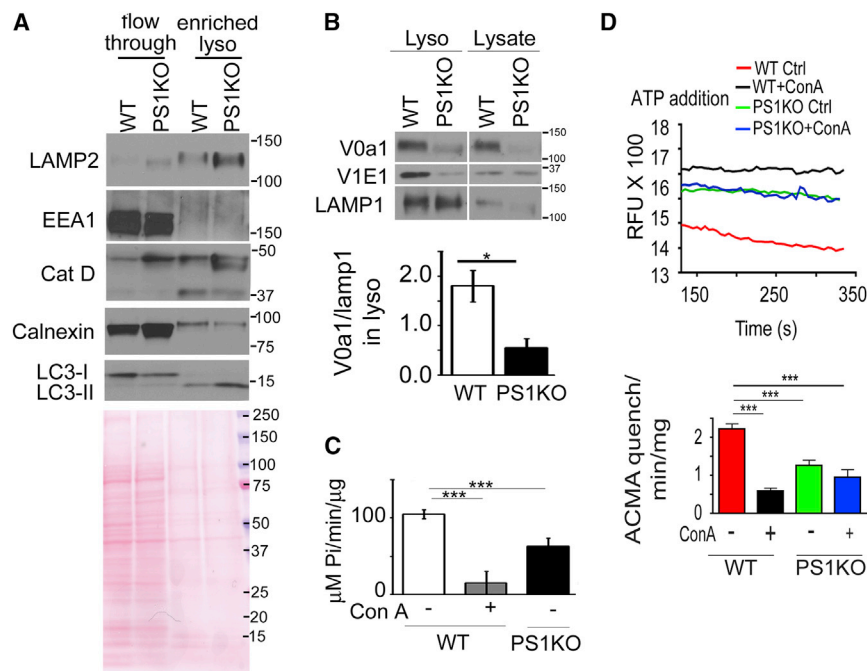 A
flow through
enriched lyso
WT
PS1KO
WT
PS1KO
LAMP2
-150
-100
EEA1
-150
Cat D
-50
-37
Calnexin
-100
-75
LC3-I
LC3-II
-15
250
150
100
75
50
37
25
20
15
B
Lyso
Lysate
WT
PS1KO
WT
PS1KO
V0a1
-150
100
V1E1
-37
LAMP1
-150
100
V0a1/lamp1 in lyso
2.0
1.0
0.0
*
WT
PS1KO
C
μM Pi/min/μg
100
0
***
***
Con A
-
+
-
WT
PS1KO
D
WT Ctrl
WT+ConA
PS1KO Ctrl
PS1KO+ConA
ATP addition
RFU X 100
18
17
16
15
14
13
150
250
350
Time (s)
ACMA quench/
min/mg
2
1
0
***
***
***
ConA
-
+
-
+
WT
PS1KO